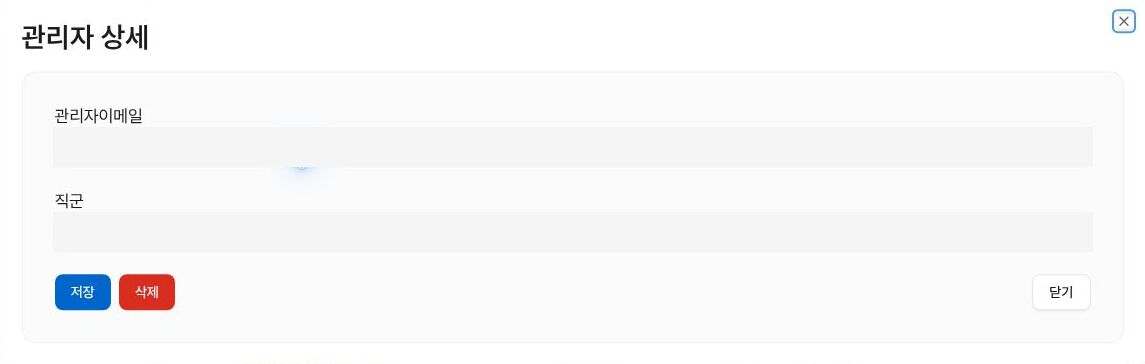 관리자 상세
관리자이메일
직군
저장 삭제 닫기